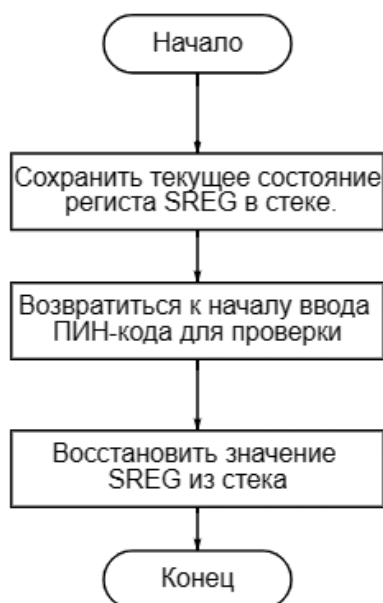 Начало
Сохранить текущее состояние
региста SREG в стеке.
Возвратиться к началу ввода
ПИН-кода для проверки
Восстановить значение
SREG из стека
Конец